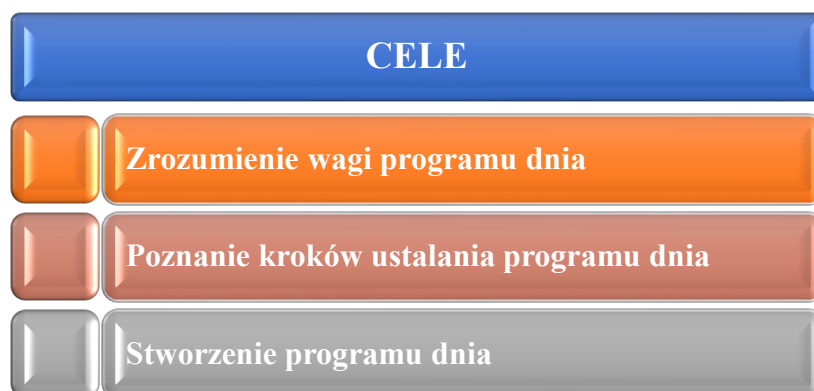 CELE
Zrozumienie wagi programu dnia
Poznanie kroków ustalania programu dnia
Stworzenie programu dnia